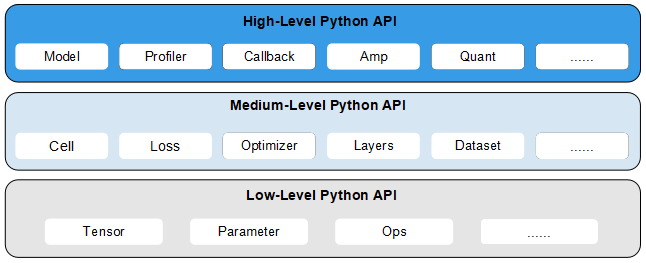 High-Level Python API
Model Profiler Callback Amp Quant ......
Medium-Level Python API
Cell Loss Optimizer Layers Dataset ......
Low-Level Python API
Tensor Parameter Ops ......